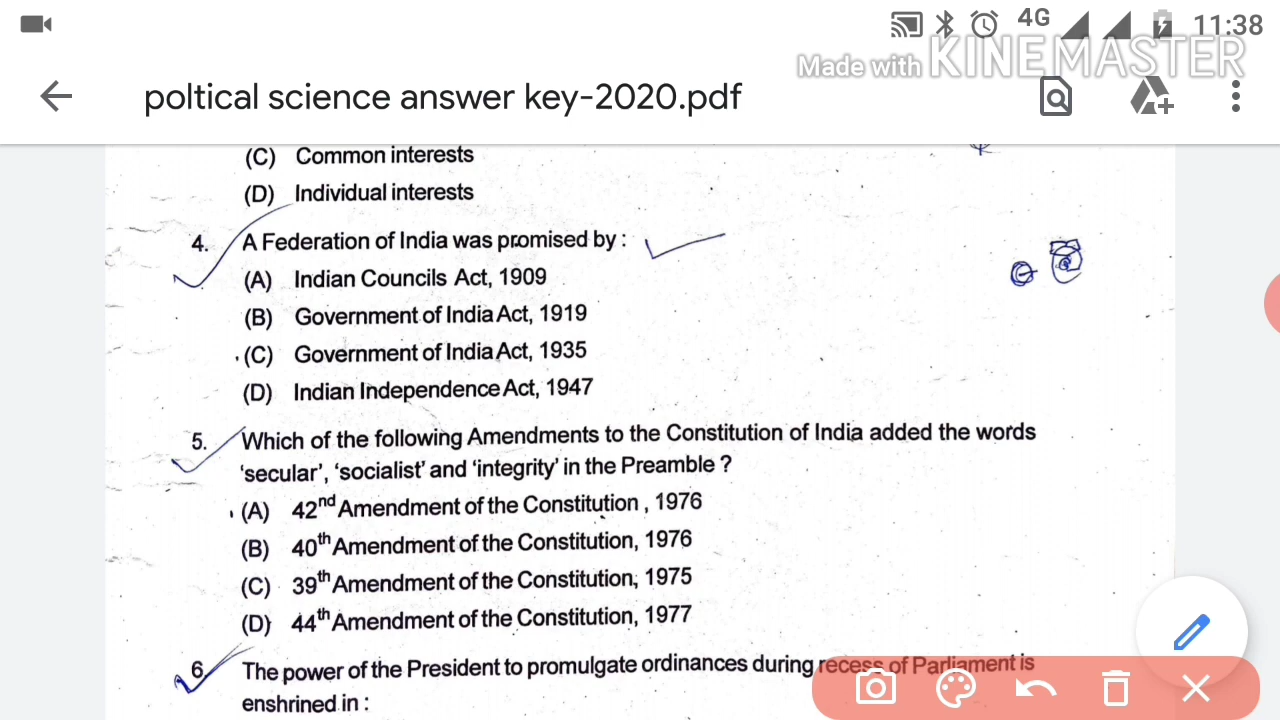 4G 11:38
Made with KINEMASTER
poltical science answer key-2020.pdf
(C) Common interests
(D) Individual interests
4. A Federation of India was promised by :
(A) Indian Councils Act, 1909
(B) Government of India Act, 1919
(C) Government of India Act, 1935
(D) Indian Independence Act, 1947
5. Which of the following Amendments to the Constitution of India added the words
‘secular’, ‘socialist’ and ‘integrity’ in the Preamble ?
(A) 42nd Amendment of the Constitution , 1976
(B) 40th Amendment of the Constitution, 1976
(C) 39th Amendment of the Constitution, 1975
(D) 44th Amendment of the Constitution, 1977
6. The power of the President to promulgate ordinances during recess of Parliament is
enshrined in :